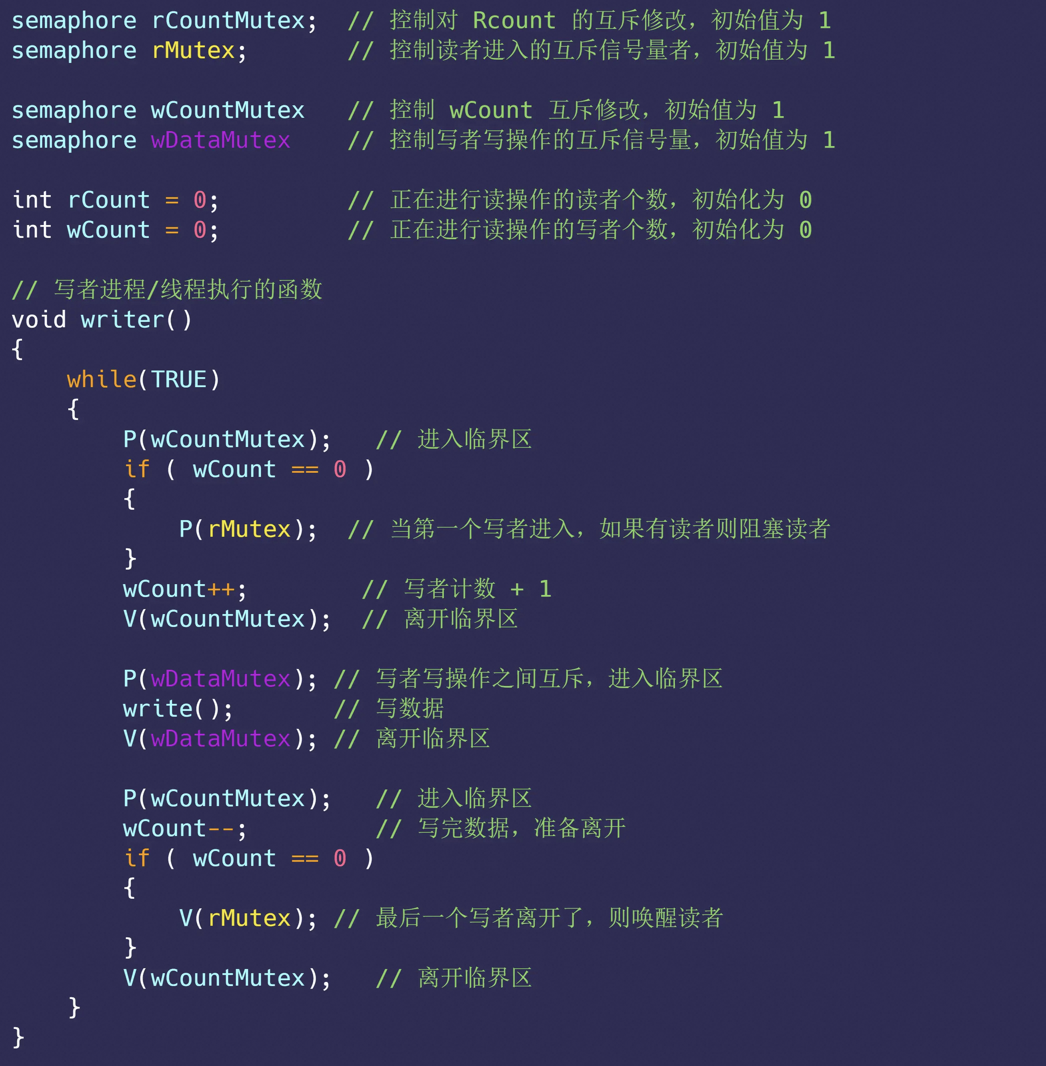 semaphore rCountMutex;  // 控制对 Rcount 的互斥修改，初始值为 1
semaphore rMutex;       // 控制读者进入的互斥信号量者，初始值为 1
semaphore wCountMutex   // 控制 wCount 互斥修改，初始值为 1
semaphore wDataMutex    // 控制写者写操作的互斥信号量，初始值为 1
int rCount = 0;         // 正在进行读操作的读者个数，初始化为 0
int wCount = 0;         // 正在进行读操作的写者个数，初始化为 0
// 写者进程/线程执行的函数
void writer()
{
    while(TRUE)
    {
        P(wCountMutex);   // 进入临界区
        if ( wCount == 0 )
        {
            P(rMutex);  // 当第一个写者进入，如果有读者则阻塞读者
        }
        wCount++;        // 写者计数 + 1
        V(wCountMutex);  // 离开临界区
        P(wDataMutex); // 写者写操作之间互斥，进入临界区
        write();       // 写数据
        V(wDataMutex); // 离开临界区
        P(wCountMutex);   // 进入临界区
        wCount--;         // 写完数据，准备离开
        if ( wCount == 0 )
        {
            V(rMutex); // 最后一个写者离开了，则唤醒读者
        }
        V(wCountMutex);   // 离开临界区
    }
}